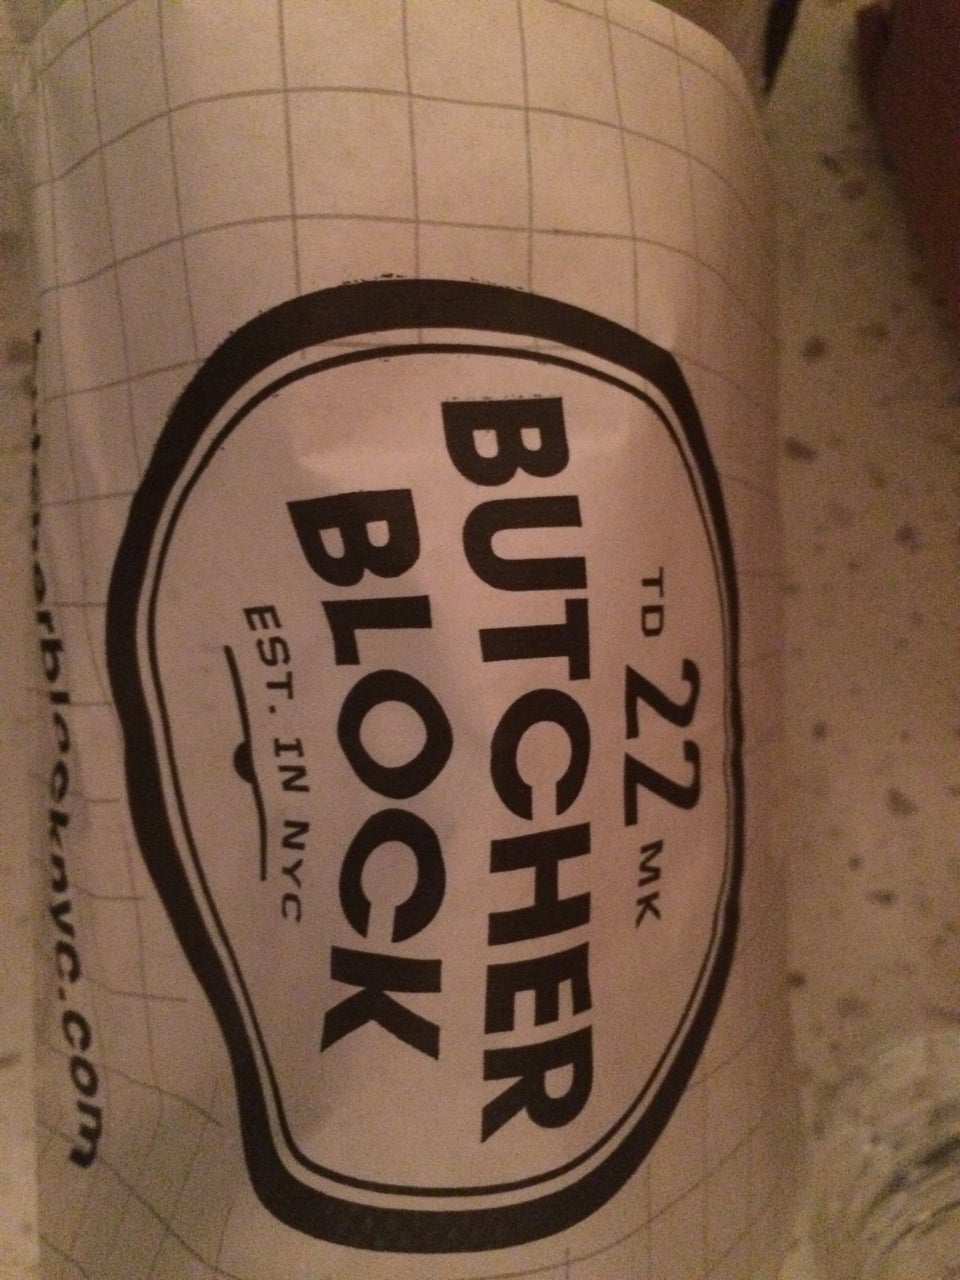 TD 22 MK
BUTCHER
BLOCK
EST. IN NYC